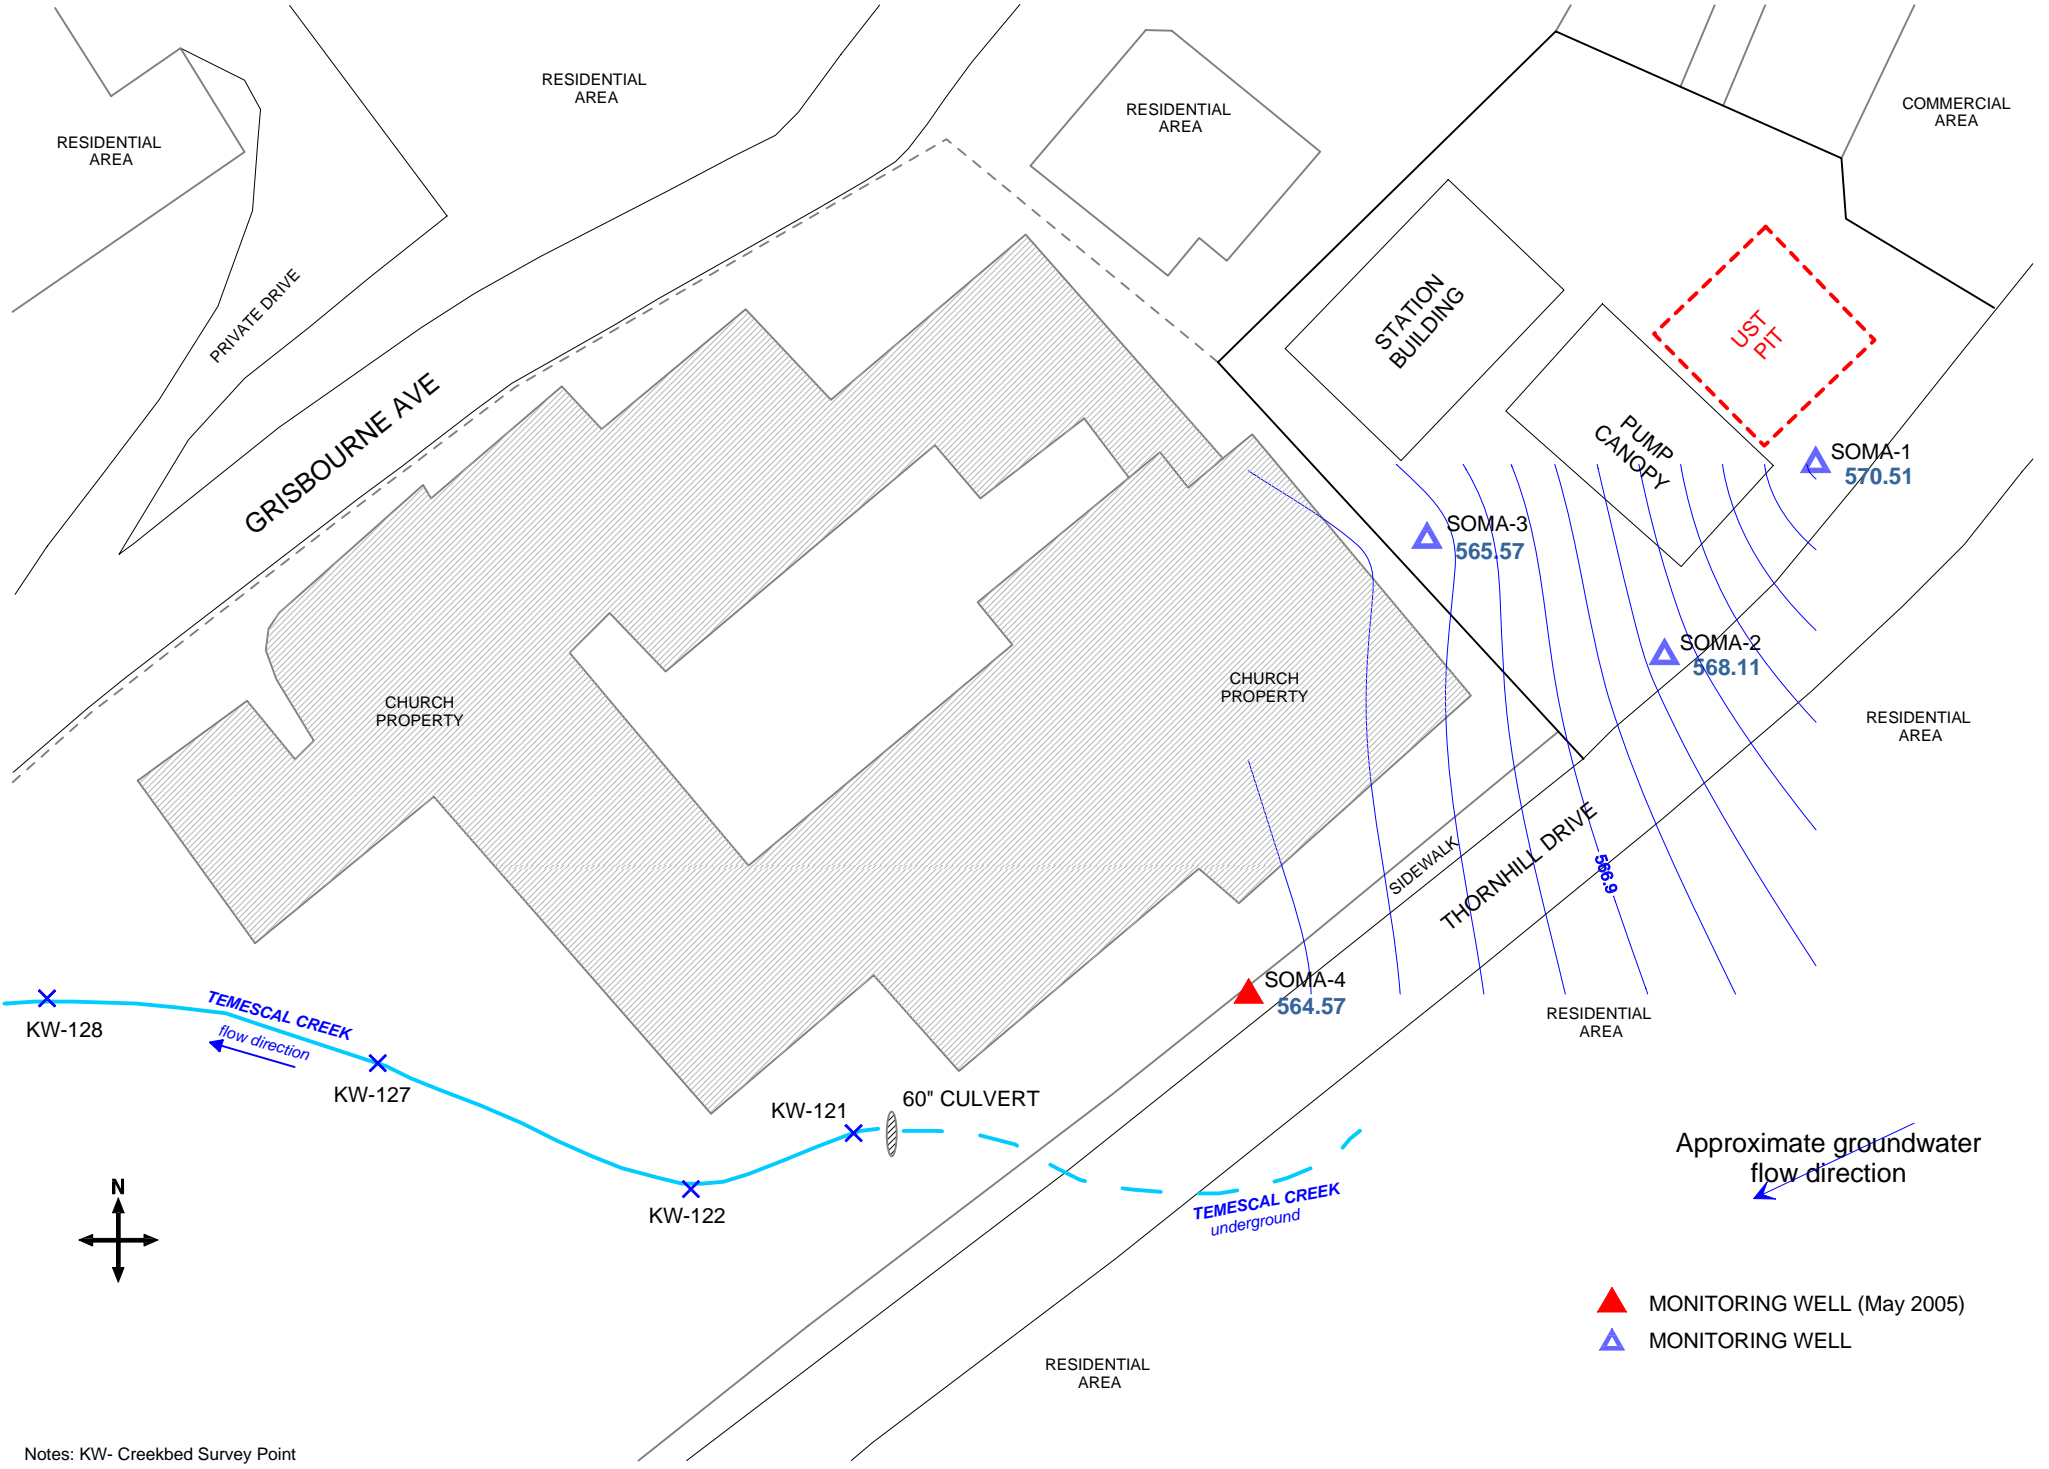 RESIDENTIAL
AREA
RESIDENTIAL
AREA
RESIDENTIAL
AREA
COMMERCIAL
AREA
PRIVATE DRIVE
GRISBOURNE AVE
STATION
BUILDING
UST
PIT
PUMP
CANOPY
SOMA-1
570.51
SOMA-3
565.57
SOMA-2
568.11
CHURCH
PROPERTY
CHURCH
PROPERTY
RESIDENTIAL
AREA
SIDEWALK
THORNHILL DRIVE
566.9
SOMA-4
564.57
RESIDENTIAL
AREA
TEMESCAL CREEK
flow direction
KW-128
KW-127
KW-121
60" CULVERT
KW-122
TEMESCAL CREEK
underground
Approximate groundwater
flow direction
N
MONITORING WELL (May 2005)
MONITORING WELL
RESIDENTIAL
AREA
Notes: KW- Creekbed Survey Point